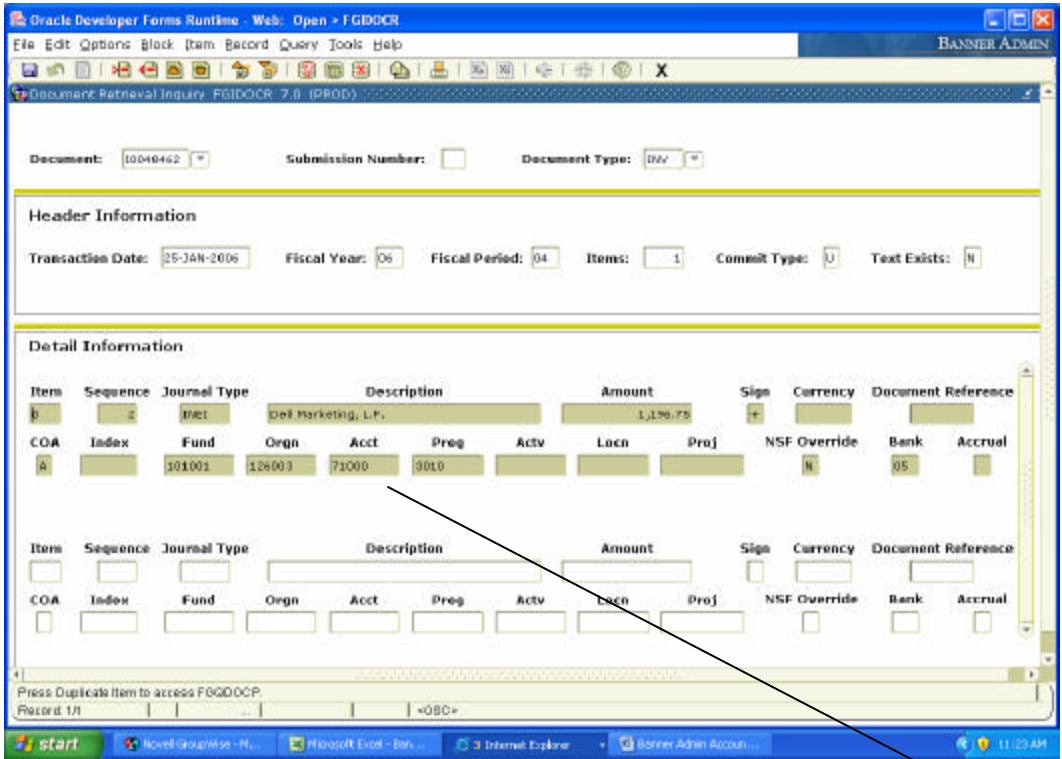 Oracle Developer Forms Runtime - Web: Open > FGIDOCR
File Edit Options Block Item Record Query Tools Help BANNER ADMIN
Document Retrieval Inquiry FGIDOCR 7.0 (PROD)
Document: I0048462 Submission Number: Document Type: INV
Header Information
Transaction Date: 25-JAN-2006 Fiscal Year: 06 Fiscal Period: 04 Items: 1 Commit Type: U Text Exists: N
Detail Information
Item Sequence Journal Type Description Amount Sign Currency Document Reference
0 2 INEI Dell Marketing, L.P. 1,196.75 +
COA Index Fund Orgn Acct Prog Actv Locn Proj NSF Override Bank Accrual
A 101001 126003 71000 3010 N 05
Item Sequence Journal Type Description Amount Sign Currency Document Reference
COA Index Fund Orgn Acct Prog Actv Locn Proj NSF Override Bank Accrual
Press Duplicate Item to access FGQDOCP.
Record: 1/1 ... <OSC>
start Novell GroupWise - M... Microsoft Excel - Ban... 3 Internet Explorer Banner Admin Accoun... 11:23 AM